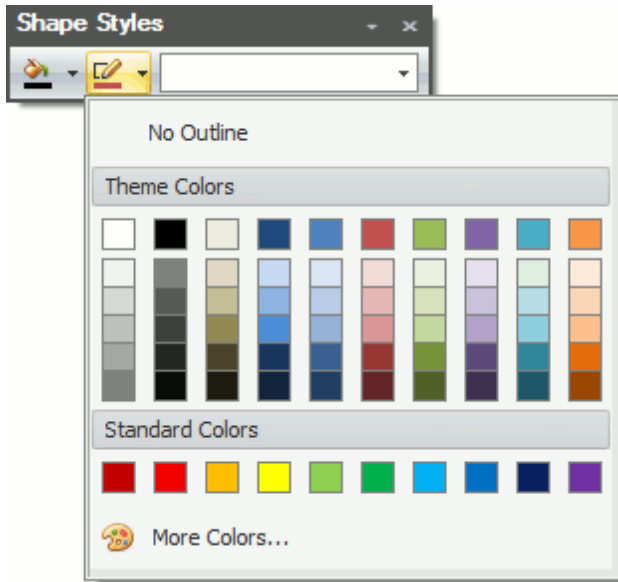 Shape Styles
No Outline
Theme Colors
Standard Colors
More Colors...